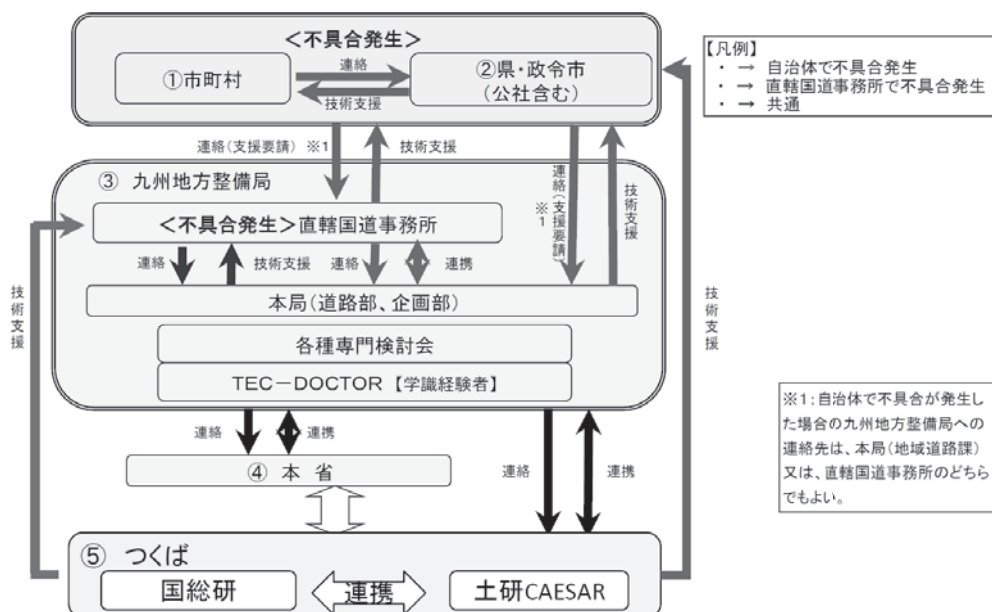 ＜不具合発生＞
①市町村
連絡
技術支援
②県・政令市
(公社含む)
【凡例】
・ → 自治体で不具合発生
・ → 直轄国道事務所で不具合発生
・ → 共通
連絡(支援要請) ※1
技術支援
連絡(支援要請)
※1
技術支援
③ 九州地方整備局
＜不具合発生＞直轄国道事務所
連絡
技術支援
連絡
連携
本局(道路部、企画部)
各種専門検討会
TEC－DOCTOR 【学識経験者】
技術支援
技術支援
※1；自治体で不具合が発生し
た場合の九州地方整備局への
連絡先は、本局(地域道路課)
又は、直轄国道事務所のどちら
でもよい。
連絡
連携
連絡
連携
④ 本 省
⑤ つくば
国総研
連携
土研CAESAR